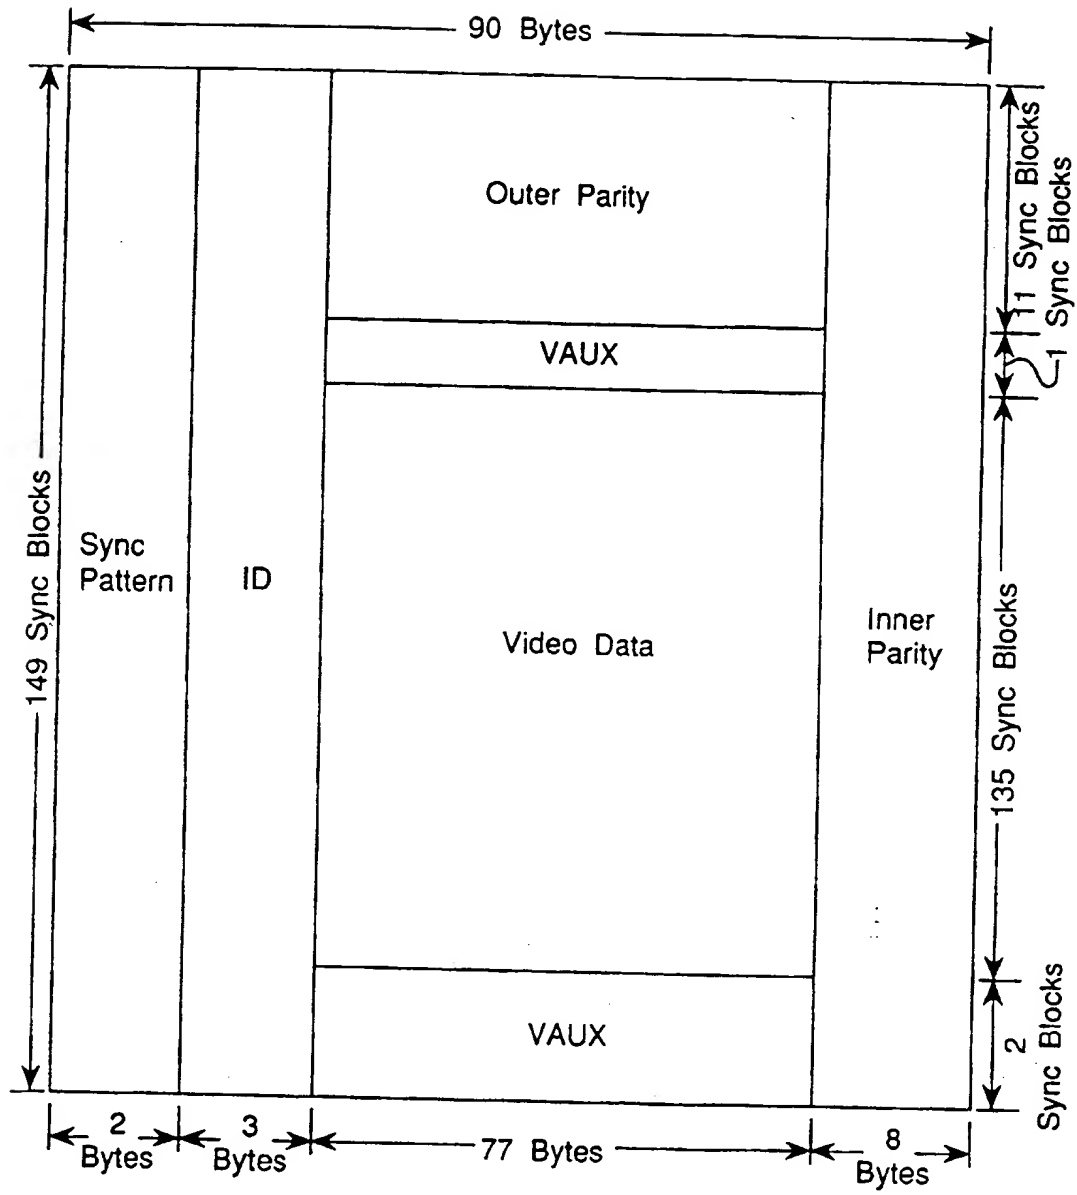 90 Bytes
Outer Parity
11 Sync Blocks
1 Sync Blocks
VAUX
149 Sync Blocks
Sync
Pattern
ID
Video Data
Inner
Parity
135 Sync Blocks
VAUX
2
Sync Blocks
2
Bytes
3
Bytes
77 Bytes
8
Bytes